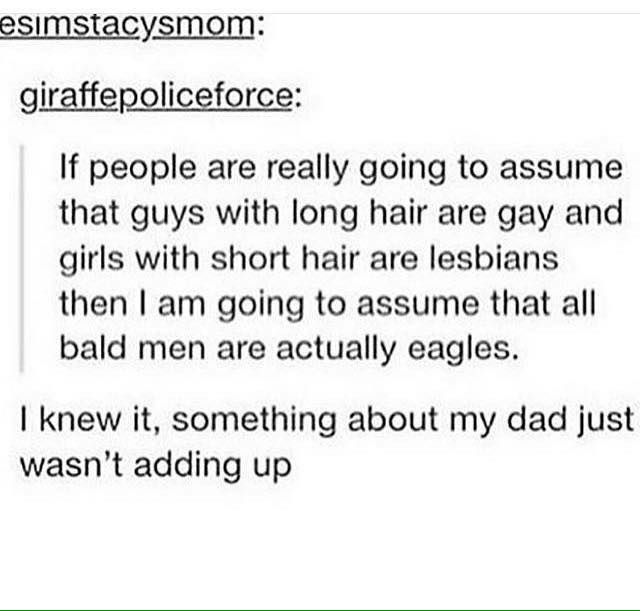 esimstacysmom:
giraffepoliceforce:
If people are really going to assume
that guys with long hair are gay and
girls with short hair are lesbians
then I am going to assume that all
bald men are actually eagles.
I knew it, something about my dad just
wasn't adding up